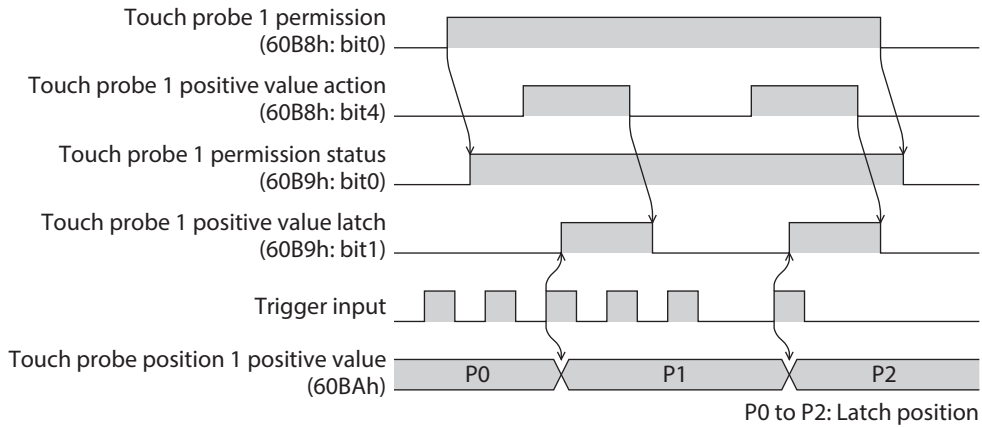 Touch probe 1 permission
(60B8h: bit0)
Touch probe 1 positive value action
(60B8h: bit4)
Touch probe 1 permission status
(60B9h: bit0)
Touch probe 1 positive value latch
(60B9h: bit1)
Trigger input
Touch probe position 1 positive value
(60BAh)
P0
P1
P2
P0 to P2: Latch position